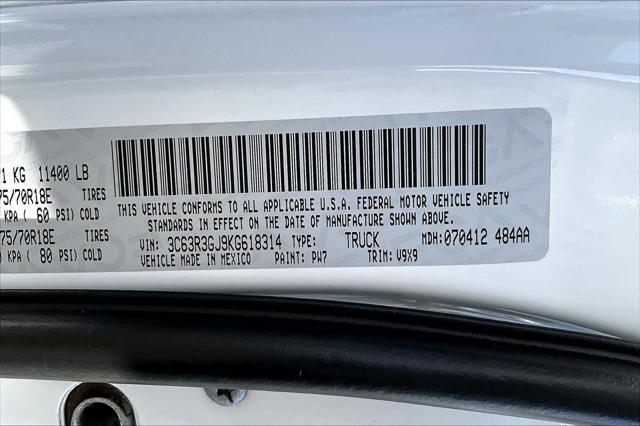 1 KG 11400 LB
75/70R18E TIRES
KPA ( 60 PSI) COLD
75/70R18E TIRES
KPA ( 80 PSI) COLD
THIS VEHICLE CONFORMS TO ALL APPLICABLE U.S.A. FEDERAL MOTOR VEHICLE SAFETY
STANDARDS IN EFFECT ON THE DATE OF MANUFACTURE SHOWN ABOVE.
VIN: 3C63R3GJ9KG618314 TYPE: TRUCK MDH: 070412 484AA
VEHICLE MADE IN MEXICO PAINT: PW7 TRIM: V9X9